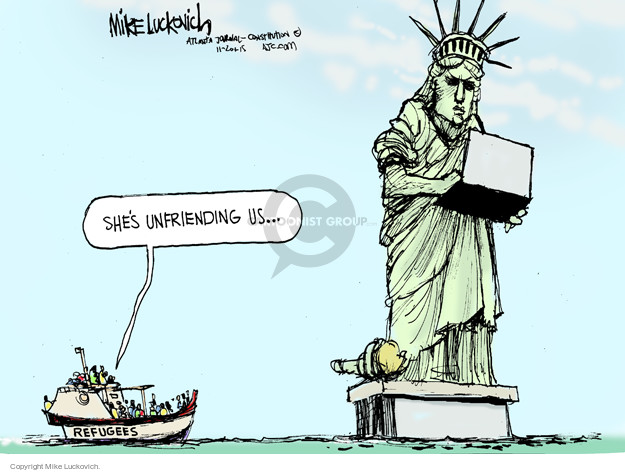 Mike Luckovich
ATLANTA JOURNAL-CONSTITUTION ©
11-20-15 AJC.COM
SHE'S UNFRIENDING US...
REFUGEES
Copyright Mike Luckovich.